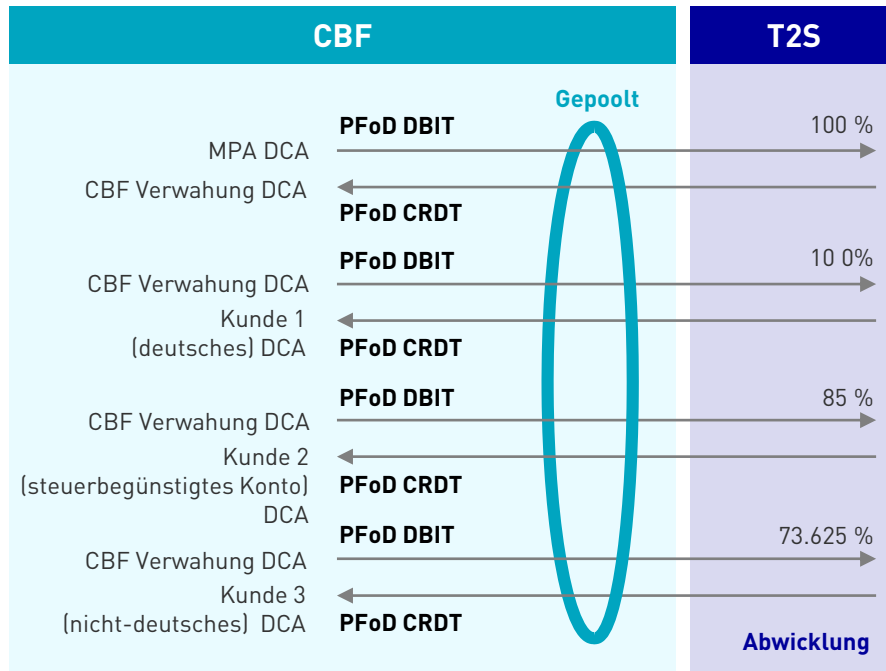 CBF T2S
Gepoolt
PFoD DBIT 100 %
MPA DCA
CBF Verwahung DCA
PFoD CRDT
PFoD DBIT 10 0%
CBF Verwahung DCA
Kunde 1
(deutsches) DCA PFoD CRDT
PFoD DBIT 85 %
CBF Verwahung DCA
Kunde 2
(steuerbegünstigtes Konto) PFoD CRDT
DCA
PFoD DBIT 73.625 %
CBF Verwahung DCA
Kunde 3
(nicht-deutsches) DCA PFoD CRDT
Abwicklung